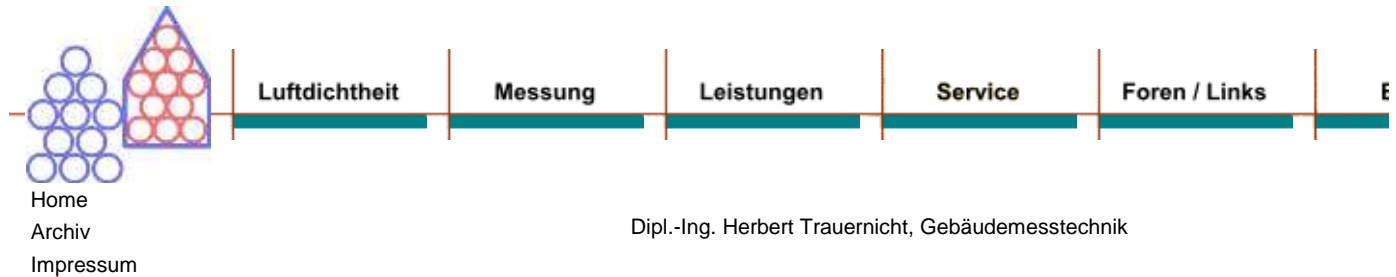 Luftdichtheit Messung Leistungen Service Foren / Links
Home
Archiv
Dipl.-Ing. Herbert Trauernicht, Gebäudemesstechnik
Impressum